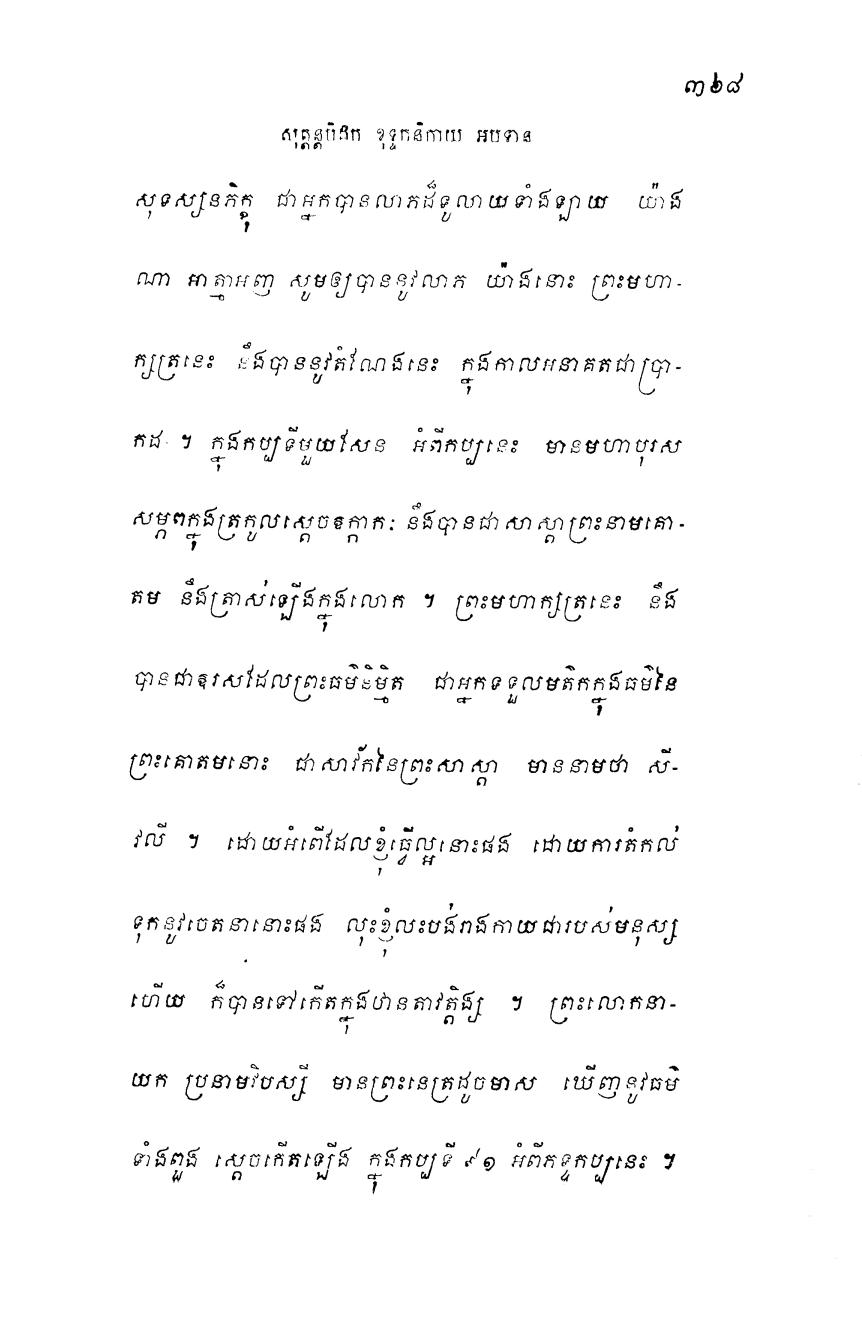 ៣៦៨
សុត្តន្តបិដក ខុទ្ទកនិកាយ អបទាន
សុទស្សនភិក្ខុ ជាអ្នកបានលាភដ៏ទូលាយទាំងឡាយ យ៉ាង
ណា អាត្មាអញ សូមឲ្យបាននូវលាភ យ៉ាងនោះ ព្រះមហា-
ក្សត្រនេះ នឹងបាននូវតំណែងនេះ ក្នុងកាលអនាគតជាប្រា-
កដ ។ ក្នុងកប្បទីមួយសែន អំពីកប្បនេះ មានមហាបុរស
សម្ភពក្នុងត្រកូលស្តេចឧក្កាក: នឹងបានជាសាស្តាព្រះនាមគោ-
តម នឹងត្រាស់ឡើងក្នុងលោក ។ ព្រះមហាក្សត្រនេះ នឹង
បានជាឱរសដែលព្រះធម៌និម្មិត ជាអ្នកទទួលមតិកក្នុងធម៌នៃ
ព្រះគោតមនោះ ជាសាវ័កនៃព្រះសាស្តា មាននាមថា សី-
វលី ។ ដោយអំពើដែលខ្ញុំធ្វើល្អនោះផង ដោយការតំកល់
ទុកនូវចេតនានោះផង លុះខ្ញុំលះបង់រាងកាយជារបស់មនុស្ស
ហើយ ក៏បានទៅកើតក្នុងឋានតាវត្តិង្ស ។ ព្រះលោកនា-
យក ប្រនាមវិបស្សី មានព្រះនេត្រដូចមាស ឃើញនូវធម៌
ទាំងពួង ស្តេចកើតឡើង ក្នុងកប្បទី ៩១ អំពីភទ្ទកប្បនេះ ។